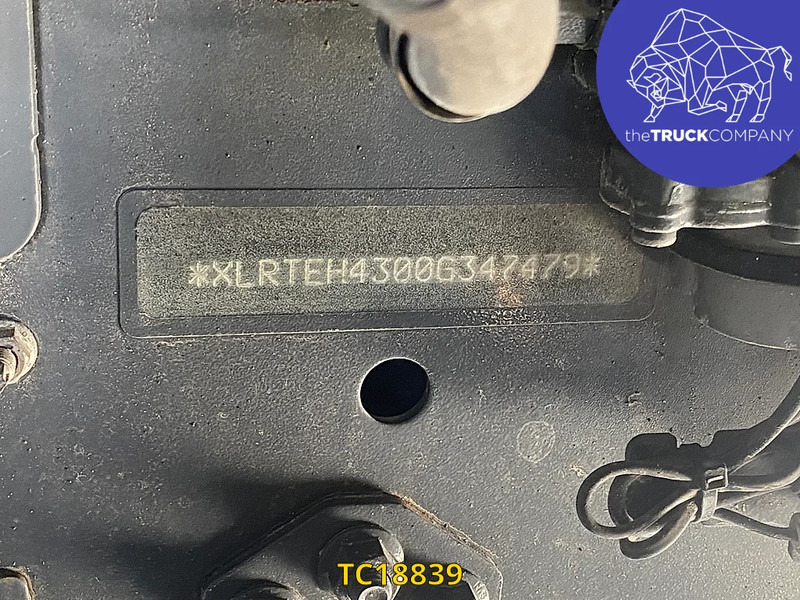 theTRUCKCOMPANY
*XLRTEH4300G347479*
TC18839